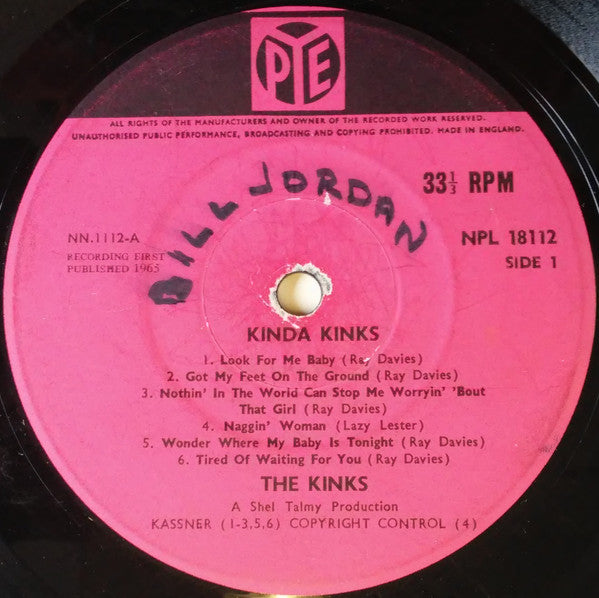 PYE
ALL RIGHTS OF THE MANUFACTURERS AND OWNER OF THE RECORDED WORK RESERVED.
UNAUTHORISED PUBLIC PERFORMANCE, BROADCASTING AND COPYING PROHIBITED. MADE IN ENGLAND.
BILL JORDAN
33⅓ RPM
NN.1112-A
RECORDING FIRST
PUBLISHED 1965
NPL 18112
SIDE 1
KINDA KINKS
1. Look For Me Baby (Ray Davies)
2. Got My Feet On The Ground (Ray Davies)
3. Nothin' In The World Can Stop Me Worryin' 'Bout
That Girl (Ray Davies)
4. Naggin' Woman (Lazy Lester)
5. Wonder Where My Baby Is Tonight (Ray Davies)
6. Tired Of Waiting For You (Ray Davies)
THE KINKS
A Shel Talmy Production
KASSNER (1-3,5,6) COPYRIGHT CONTROL (4)